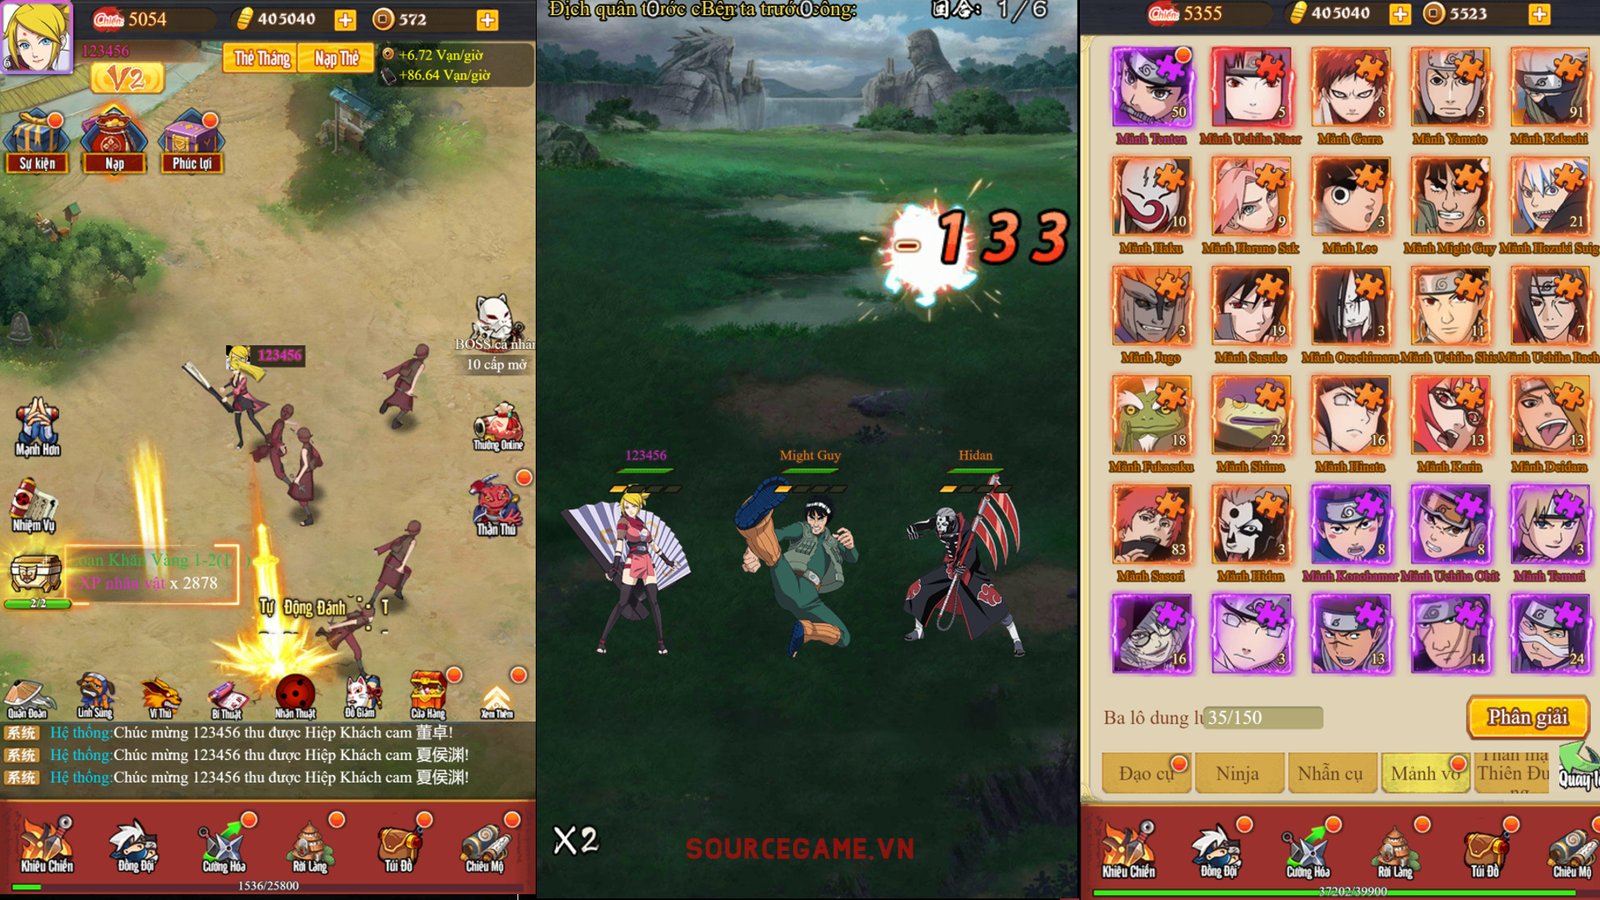 Chiến 5054
405040
572
6
123456
V2
Thẻ Tháng
Nạp Thẻ
+6.72 Vạn/giờ
+86.64 Vạn/giờ
Sự kiện
Nạp
Phúc lợi
123456
BOSS cá nhân
10 cấp mở
Mạnh Hơn
Thưởng Online
Nhiệm Vụ
Thần Thú
Khăn Vàng 1-2(1
XP nhân vật x 2878
2/2
Tự Động Đánh
Quân Đoàn
Linh Sủng
Vĩ Thú
Bí Thuật
Nhãn Thuật
Đồ Giám
Cửa Hàng
Xem Thêm
系统 Hệ thống:Chúc mừng 123456 thu được Hiệp Khách cam 董卓!
系统 Hệ thống:Chúc mừng 123456 thu được Hiệp Khách cam 夏侯渊!
系统 Hệ thống:Chúc mừng 123456 thu được Hiệp Khách cam 夏侯渊!
Khiêu Chiến
Đồng Đội
Cường Hóa
Rời Làng
Túi Đồ
Chiêu Mộ
1536/25800
Địch quân
0
Bên ta trước công:
0
回合: 1/6
-133
123456
Might Guy
Hidan
X2
SOURCEGAME.VN
Chiến 5355
405040
5523
50
5
8
5
91
Mảnh Tenten
Mảnh Uchiha Naor
Mảnh Garra
Mảnh Yamato
Mảnh Kakashi
10
9
3
6
21
Mảnh Haku
Mảnh Haruno Sak
Mảnh Lee
Mảnh Might Guy
Mảnh Hozuki Suig
3
19
3
11
7
Mảnh Jugo
Mảnh Sasuke
Mảnh Orochimaru
Mảnh Uchiha Shis
Mảnh Uchiha Itach
18
22
16
13
13
Mảnh Fukasaku
Mảnh Shima
Mảnh Hinata
Mảnh Karin
Mảnh Deidara
83
3
8
8
3
Mảnh Sasori
Mảnh Hidan
Mảnh Konohamar
Mảnh Uchiha Obit
Mảnh Temari
16
3
13
14
24
Ba lô dung lư
35/150
Phân giải
Đạo cụ
Ninja
Nhẫn cụ
Mảnh vỡ
Thiên Đu
ng
Quay lạ
Khiêu Chiến
Đồng Đội
Cường Hóa
Rời Làng
Túi Đồ
Chiêu Mộ
37202/39900